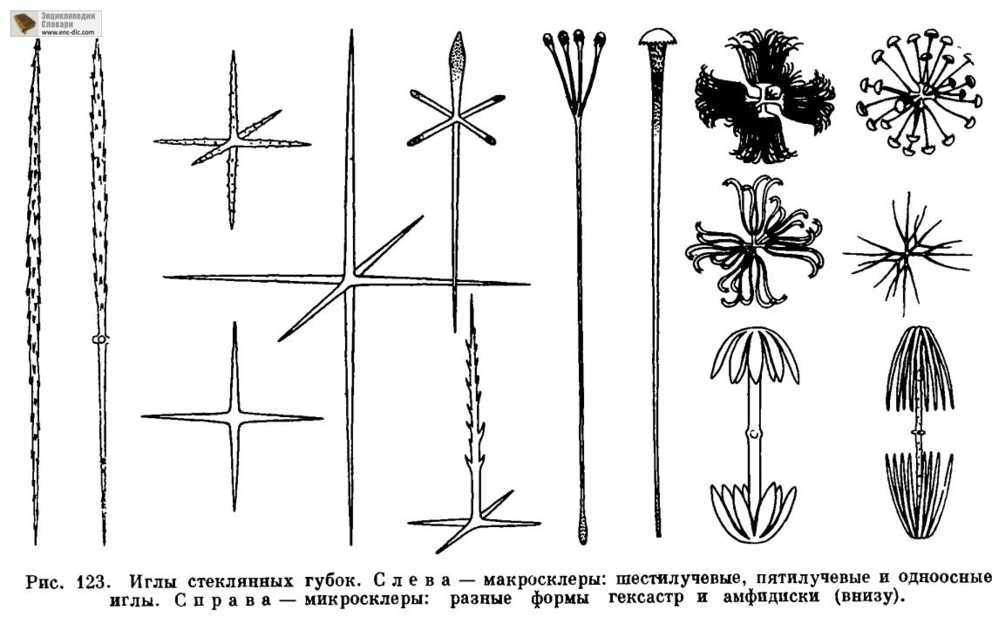 Энциклопедии
Словари
www.enc-dic.com
Рис. 123. Иглы стеклянных губок. Слева — макросклеры: шестилучевые, пятилучевые и одноосные
иглы. Справа — микросклеры: разные формы гексастр и амфидиски (внизу).